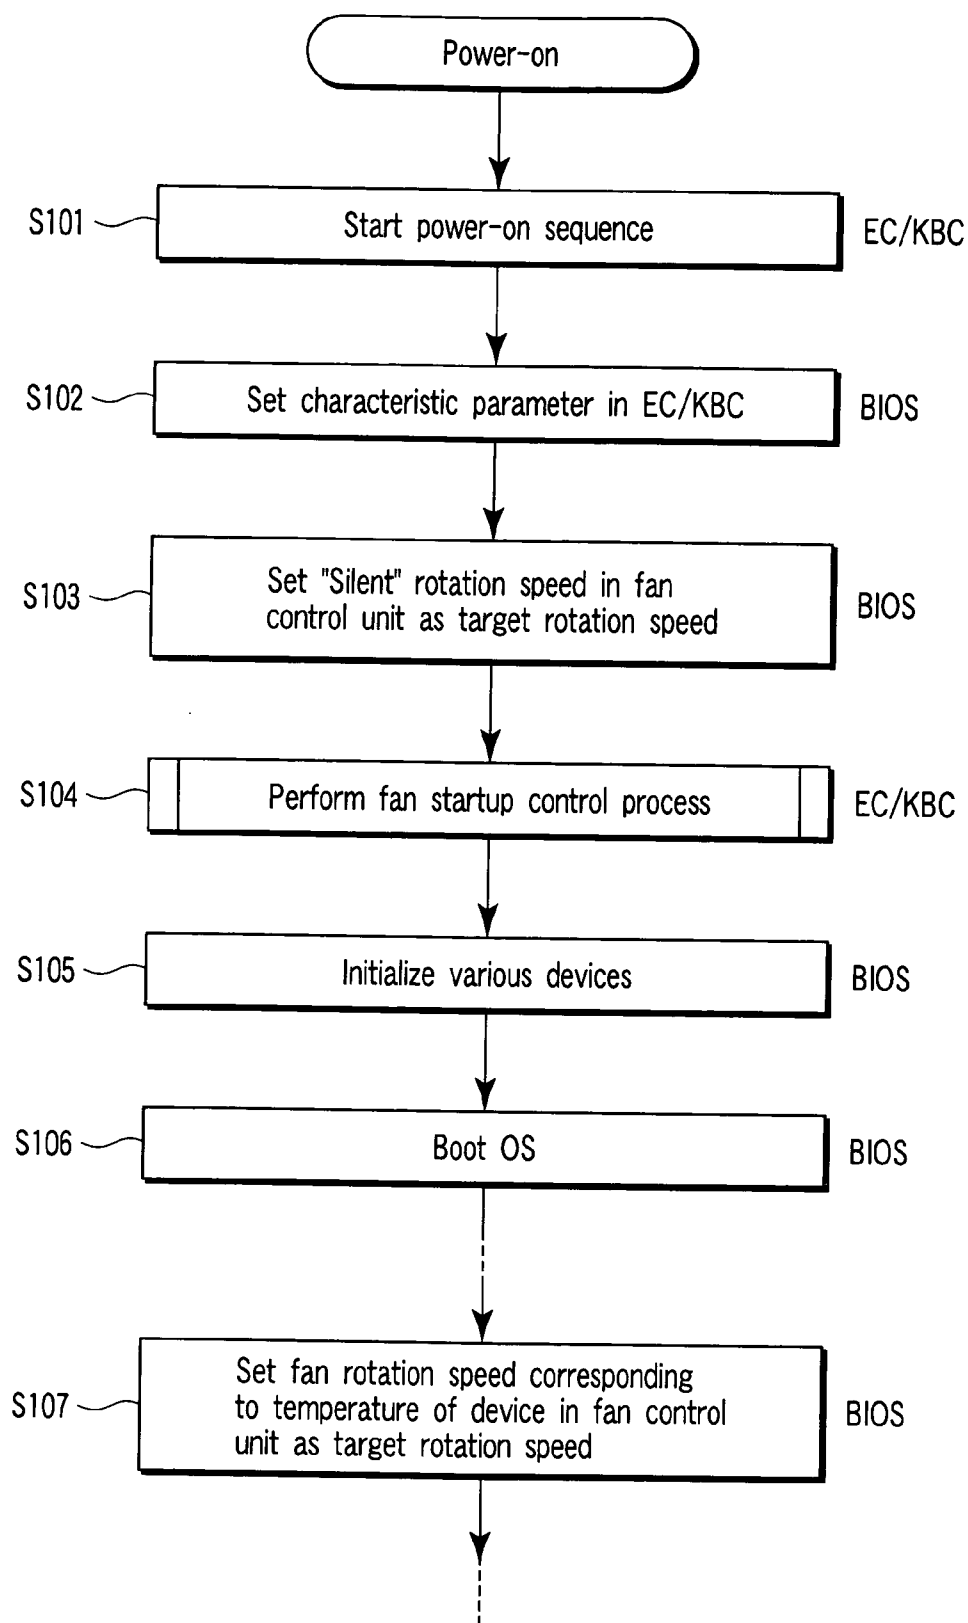 Power-on
S101
Start power-on sequence
EC/KBC
S102
Set characteristic parameter in EC/KBC
BIOS
S103
Set "Silent" rotation speed in fan
control unit as target rotation speed
BIOS
S104
Perform fan startup control process
EC/KBC
S105
Initialize various devices
BIOS
S106
Boot OS
BIOS
S107
Set fan rotation speed corresponding
to temperature of device in fan control
unit as target rotation speed
BIOS